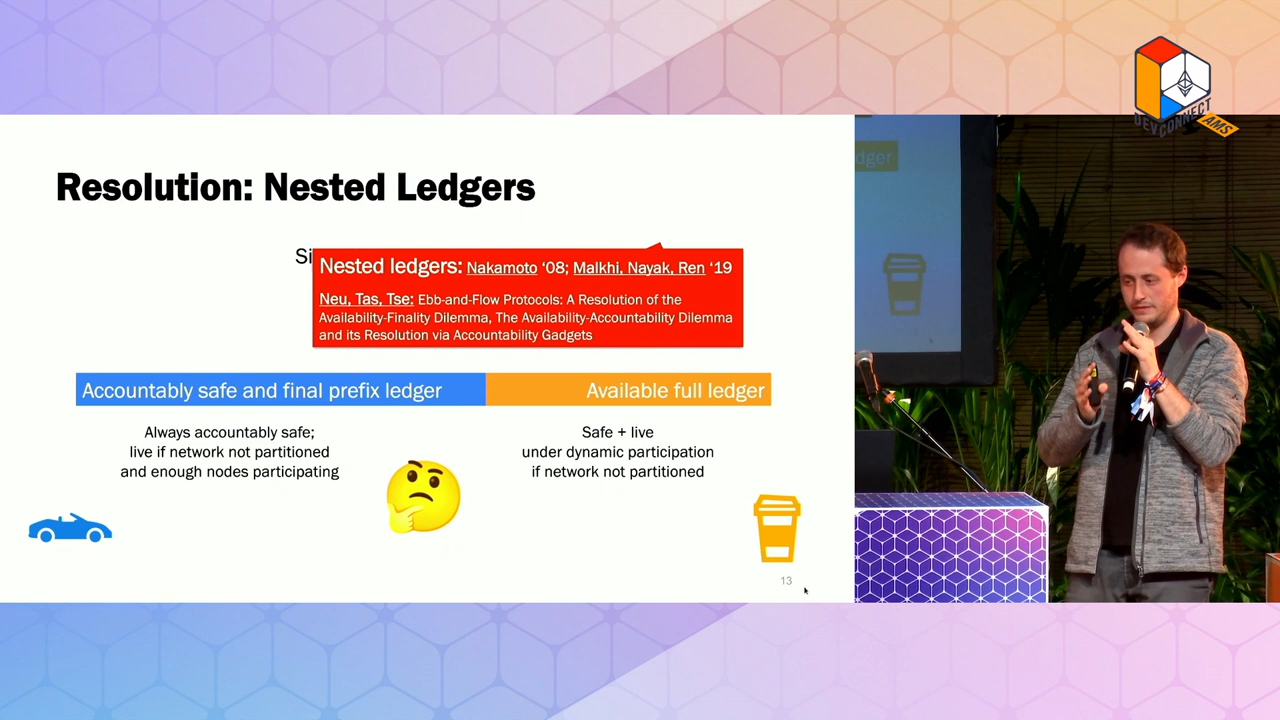 DEVCONNECT
AMS
Resolution: Nested Ledgers
Si
Nested ledgers: Nakamoto ‘08; Malkhi, Nayak, Ren ‘19
Neu, Tas, Tse: Ebb-and-Flow Protocols: A Resolution of the
Availability-Finality Dilemma, The Availability-Accountability Dilemma
and its Resolution via Accountability Gadgets
Accountably safe and final prefix ledger
Available full ledger
Always accountably safe;
live if network not partitioned
and enough nodes participating
Safe + live
under dynamic participation
if network not partitioned
13
dger